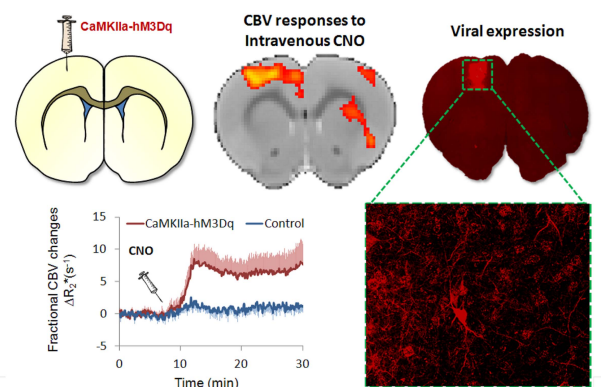 CaMKIIa-hM3Dq
CBV responses to
Intravenous CNO
Viral expression
Fractional CBV changes
ΔR2*(s-1)
15
10
5
0
-5
CaMKIIa-hM3Dq
Control
CNO
0
10
20
30
Time (min)